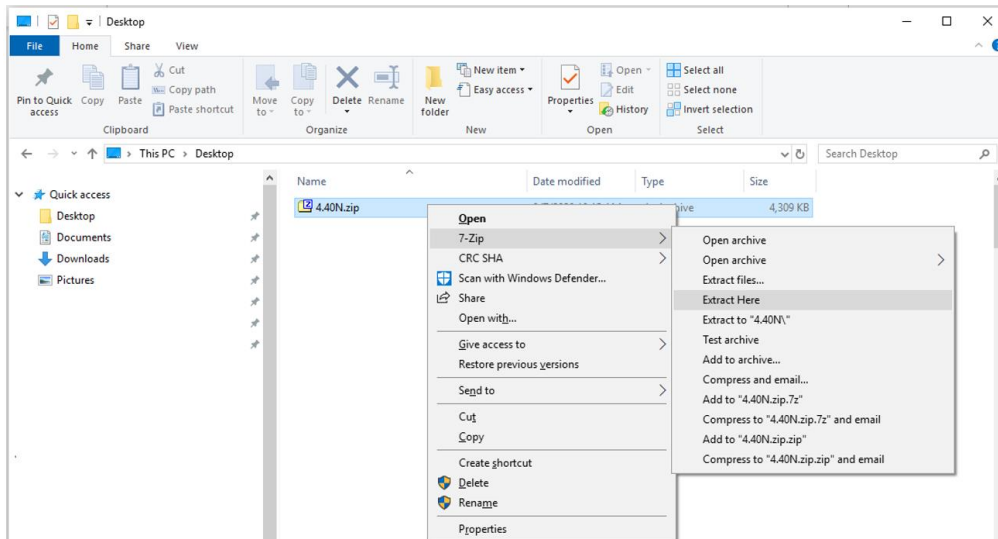 Desktop
File Home Share View
Pin to Quick access
Copy
Paste
Cut
Copy path
Paste shortcut
Clipboard
Move to
Copy to
Delete
Rename
Organize
New folder
New item
Easy access
New
Properties
Open
Edit
History
Open
Select all
Select none
Invert selection
Select
This PC > Desktop
Search Desktop
Quick access
Desktop
Documents
Downloads
Pictures
Name Date modified Type Size
4.40N.zip 4,309 KB
Open
7-Zip
CRC SHA
Scan with Windows Defender...
Share
Open with...
Give access to
Restore previous versions
Send to
Cut
Copy
Create shortcut
Delete
Rename
Properties
Open archive
Open archive
Extract files...
Extract Here
Extract to "4.40N\"
Test archive
Add to archive...
Compress and email...
Add to "4.40N.zip.7z"
Compress to "4.40N.zip.7z" and email
Add to "4.40N.zip.zip"
Compress to "4.40N.zip.zip" and email